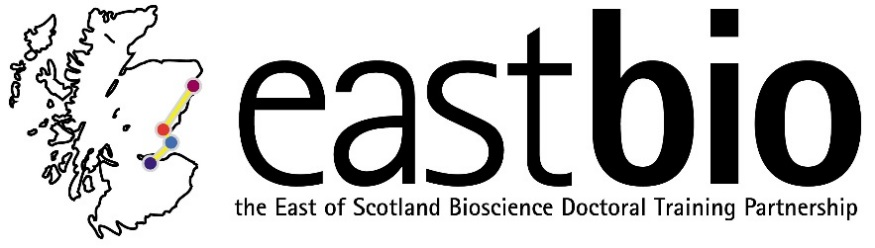 eastbio
the East of Scotland Bioscience Doctoral Training Partnership